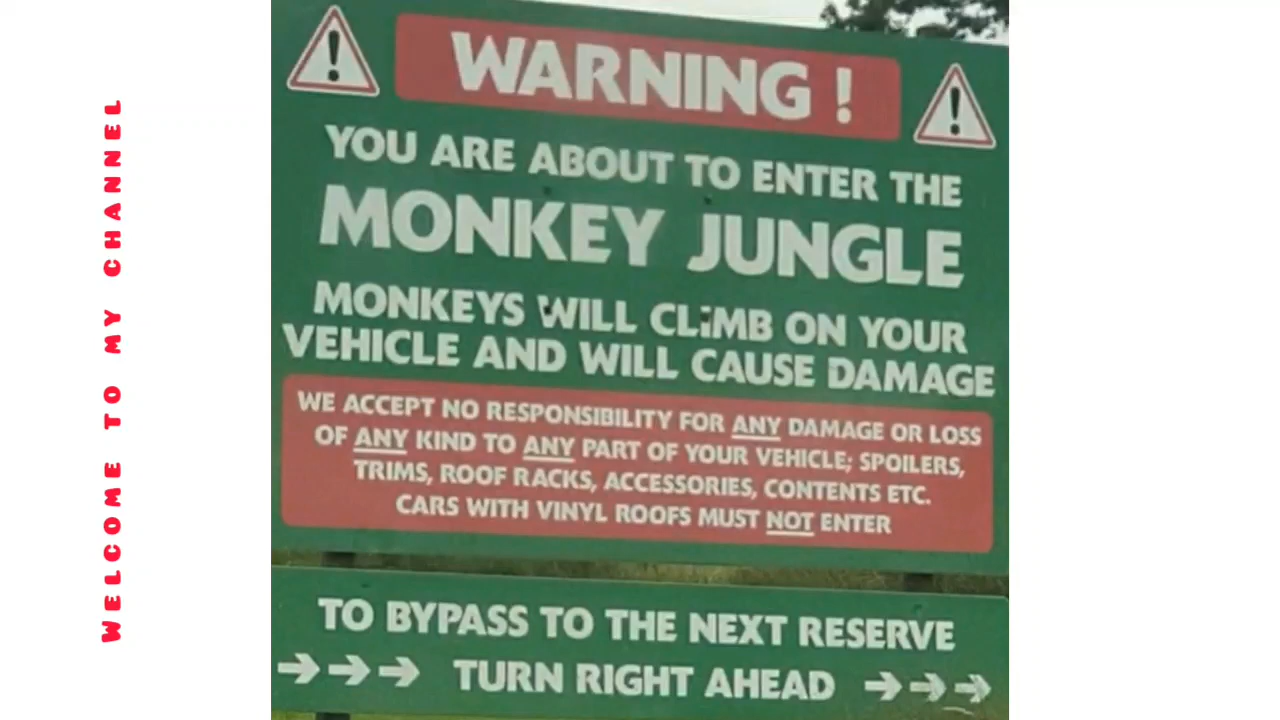 WELCOME TO MY CHANNEL
WARNING !
YOU ARE ABOUT TO ENTER THE
MONKEY JUNGLE
MONKEYS WILL CLIMB ON YOUR
VEHICLE AND WILL CAUSE DAMAGE
WE ACCEPT NO RESPONSIBILITY FOR ANY DAMAGE OR LOSS
OF ANY KIND TO ANY PART OF YOUR VEHICLE; SPOILERS,
TRIMS, ROOF RACKS, ACCESSORIES, CONTENTS ETC.
CARS WITH VINYL ROOFS MUST NOT ENTER
TO BYPASS TO THE NEXT RESERVE
→→→ TURN RIGHT AHEAD →→→